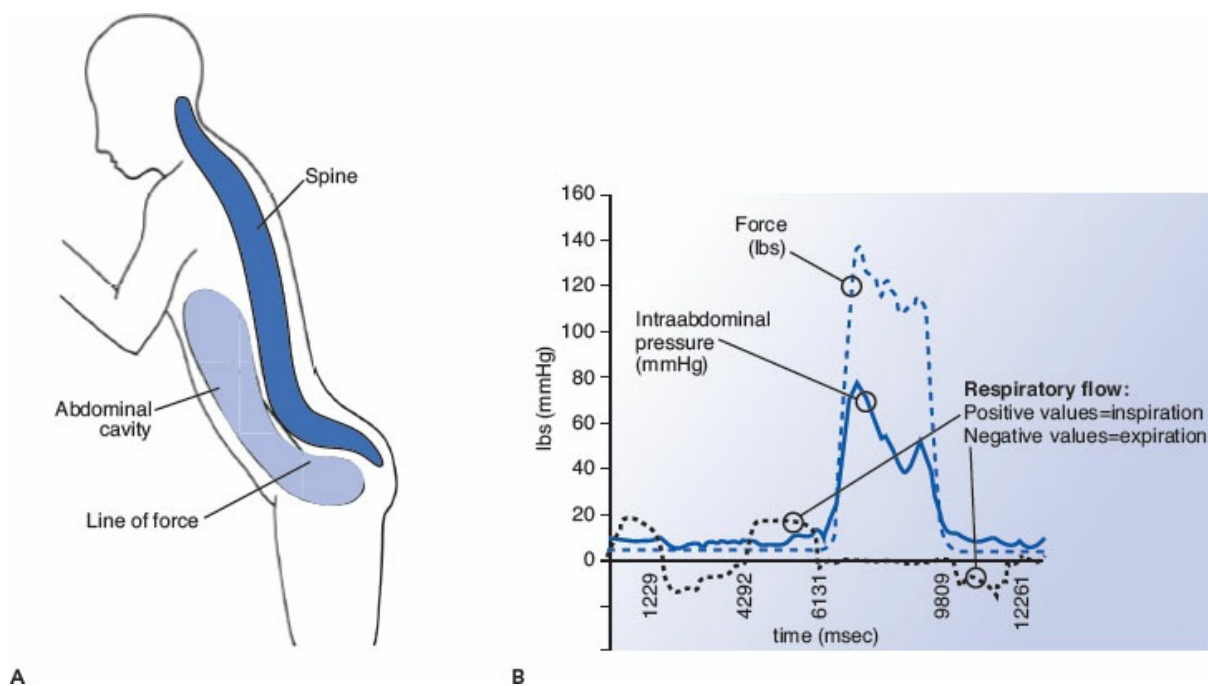 Spine
Abdominal
cavity
Line of force
A
160
140
120
100
80
60
40
20
0
lbs (mmHg)
Force
(lbs)
Intraabdominal
pressure
(mmHg)
Respiratory flow:
Positive values=inspiration
Negative values=expiration
1229
4292
6131
9809
12261
time (msec)
B